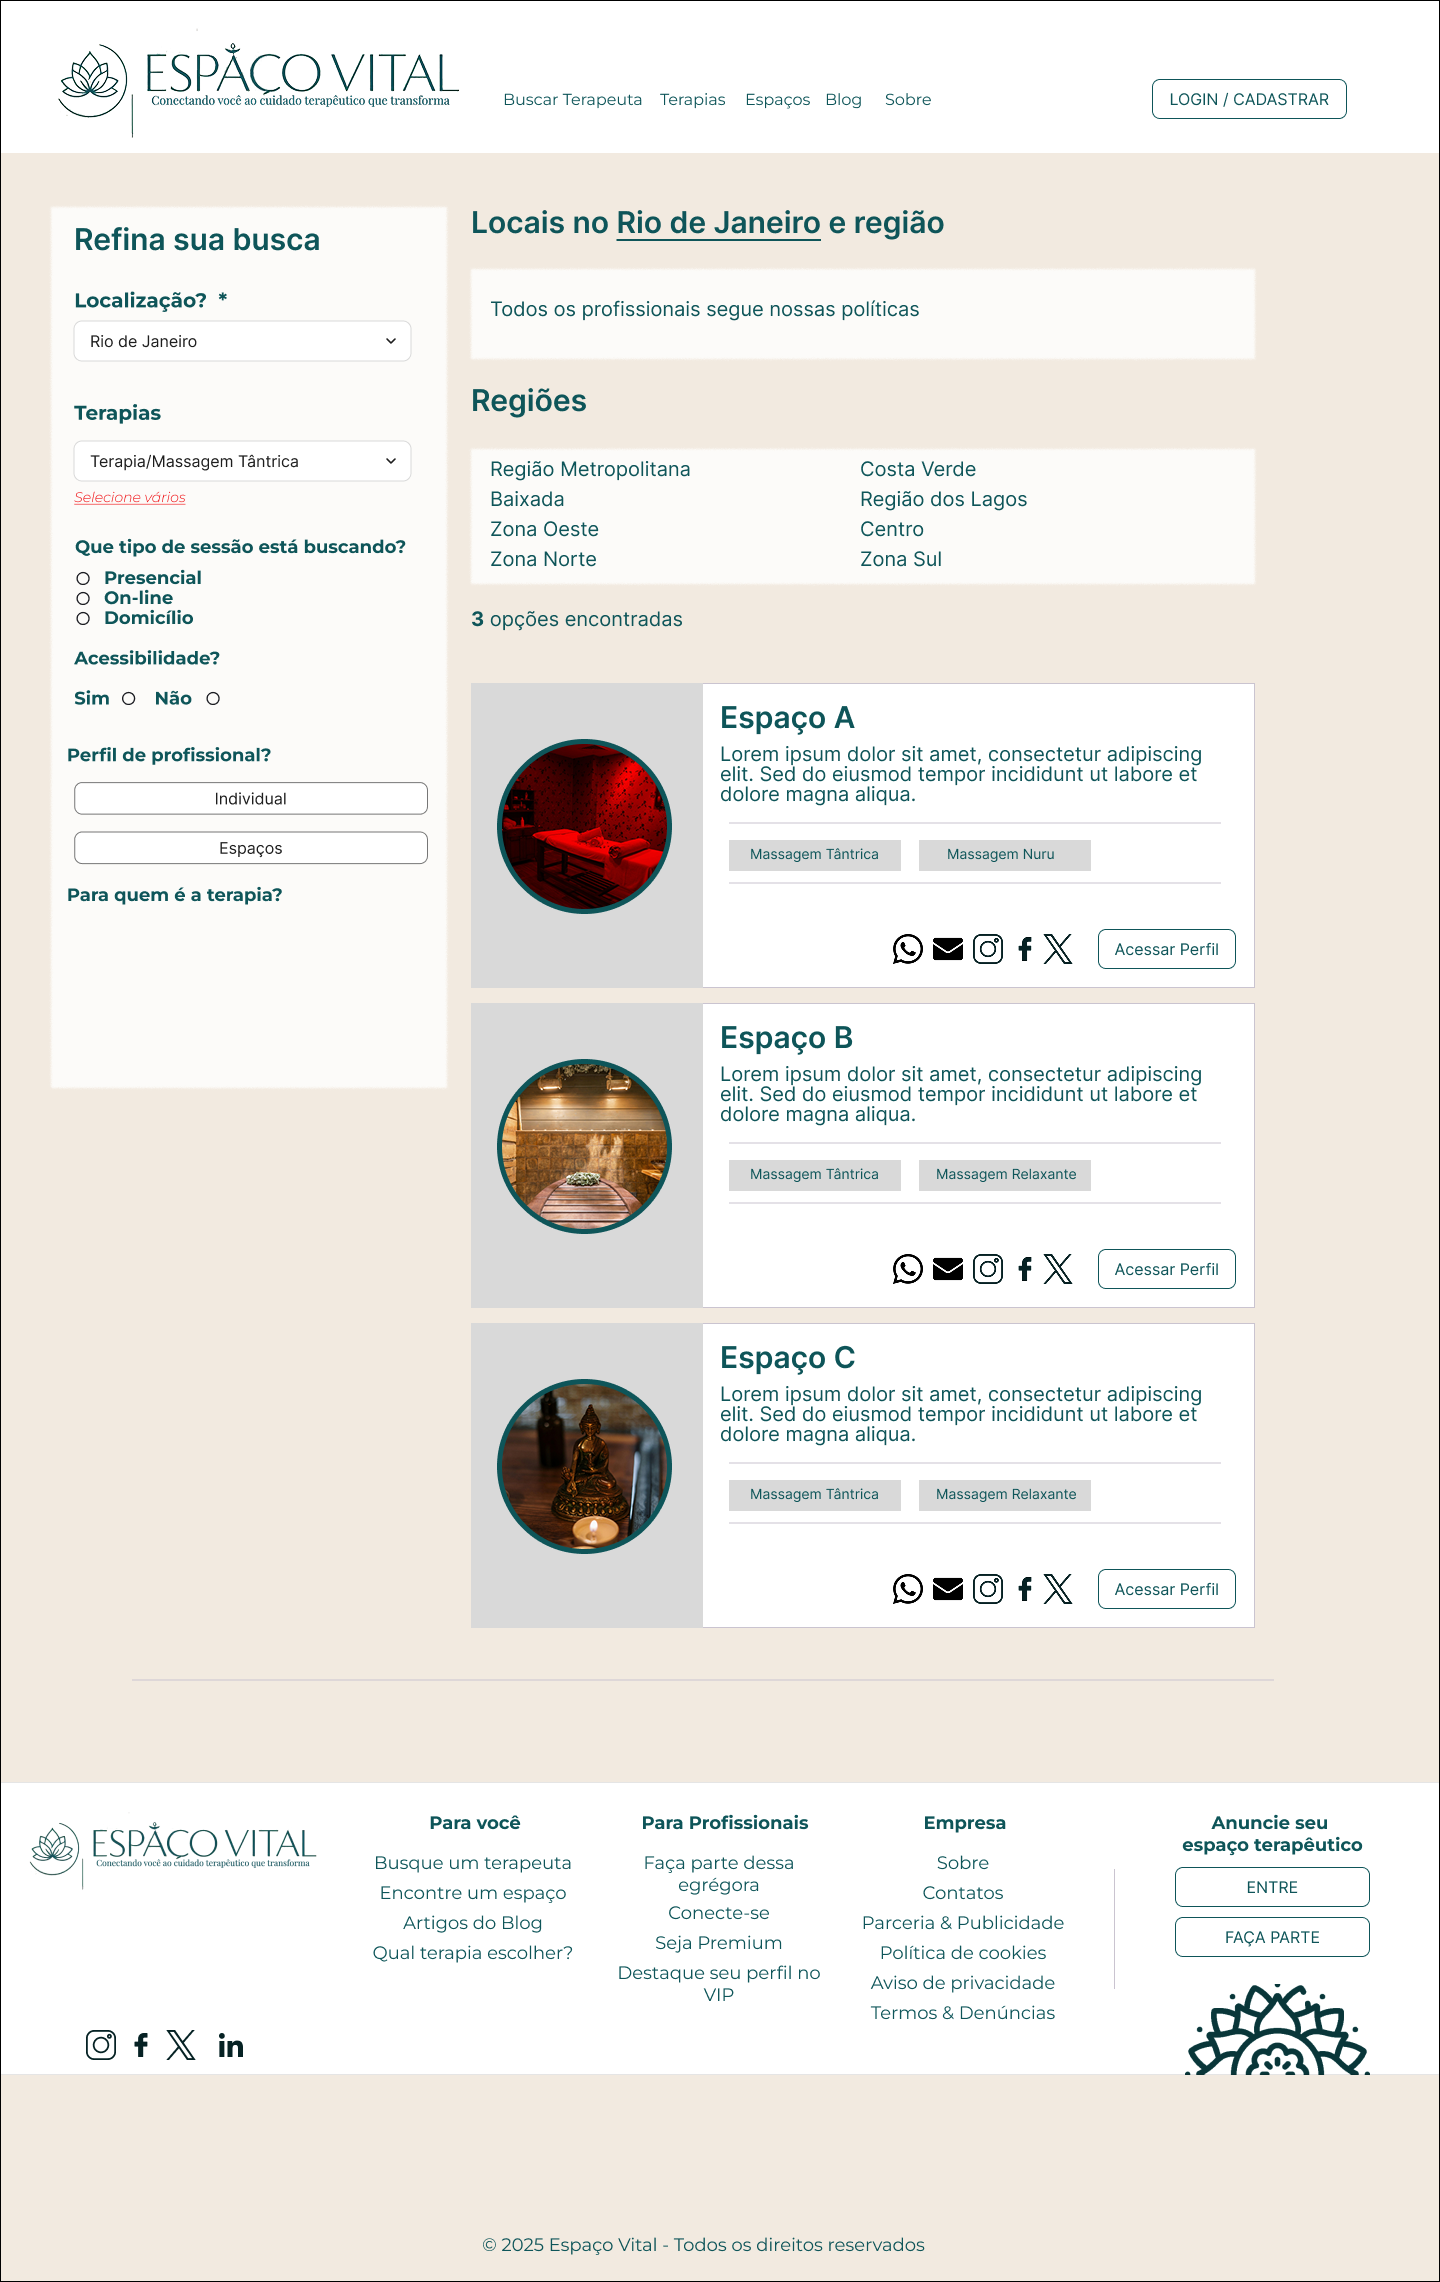 ESPAÇO VITAL
Conectando você ao cuidado terapêutico que transforma
Buscar Terapeuta Terapias Espaços Blog Sobre
LOGIN / CADASTRAR
Refina sua busca
Localização? *
Rio de Janeiro
Terapias
Terapia/Massagem Tântrica
Selecione vários
Que tipo de sessão está buscando?
Presencial
On-line
Domicílio
Acessibilidade?
Sim Não
Perfil de profissional?
Individual
Espaços
Para quem é a terapia?
Locais no Rio de Janeiro e região
Todos os profissionais segue nossas políticas
Regiões
Região Metropolitana
Baixada
Zona Oeste
Zona Norte
Costa Verde
Região dos Lagos
Centro
Zona Sul
3 opções encontradas
Espaço A
Lorem ipsum dolor sit amet, consectetur adipiscing
elit. Sed do eiusmod tempor incididunt ut labore et
dolore magna aliqua.
Massagem Tântrica Massagem Nuru
Acessar Perfil
Espaço B
Lorem ipsum dolor sit amet, consectetur adipiscing
elit. Sed do eiusmod tempor incididunt ut labore et
dolore magna aliqua.
Massagem Tântrica Massagem Relaxante
Acessar Perfil
Espaço C
Lorem ipsum dolor sit amet, consectetur adipiscing
elit. Sed do eiusmod tempor incididunt ut labore et
dolore magna aliqua.
Massagem Tântrica Massagem Relaxante
Acessar Perfil
ESPAÇO VITAL
Conectando você ao cuidado terapêutico que transforma
Para você
Busque um terapeuta
Encontre um espaço
Artigos do Blog
Qual terapia escolher?
Para Profissionais
Faça parte dessa
egrégora
Conecte-se
Seja Premium
Destaque seu perfil no
VIP
Empresa
Sobre
Contatos
Parceria & Publicidade
Política de cookies
Aviso de privacidade
Termos & Denúncias
Anuncie seu
espaço terapêutico
ENTRE
FAÇA PARTE
© 2025 Espaço Vital - Todos os direitos reservados